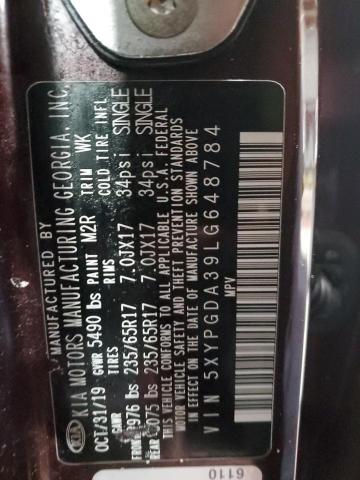 KIA
MANUFACTURED BY
KIA MOTORS MANUFACTURING GEORGIA, INC.
OCT/31/19 GVWR 5490 lbs PAINT M2R TRIM WK
GAWR TIRES RIMS COLD TIRE INFL
2976 lbs 235/65R17 7.0JX17 34psi SINGLE
REAR 3075 lbs 235/65R17 7.0JX17 34psi SINGLE
THIS VEHICLE CONFORMS TO ALL APPLICABLE U.S.A. FEDERAL
MOTOR VEHICLE SAFETY AND THEFT PREVENTION STANDARDS
IN EFFECT ON THE DATE OF MANUFACTURE SHOWN ABOVE
VIN 5XYPGDA39LG648784
MPV
6110